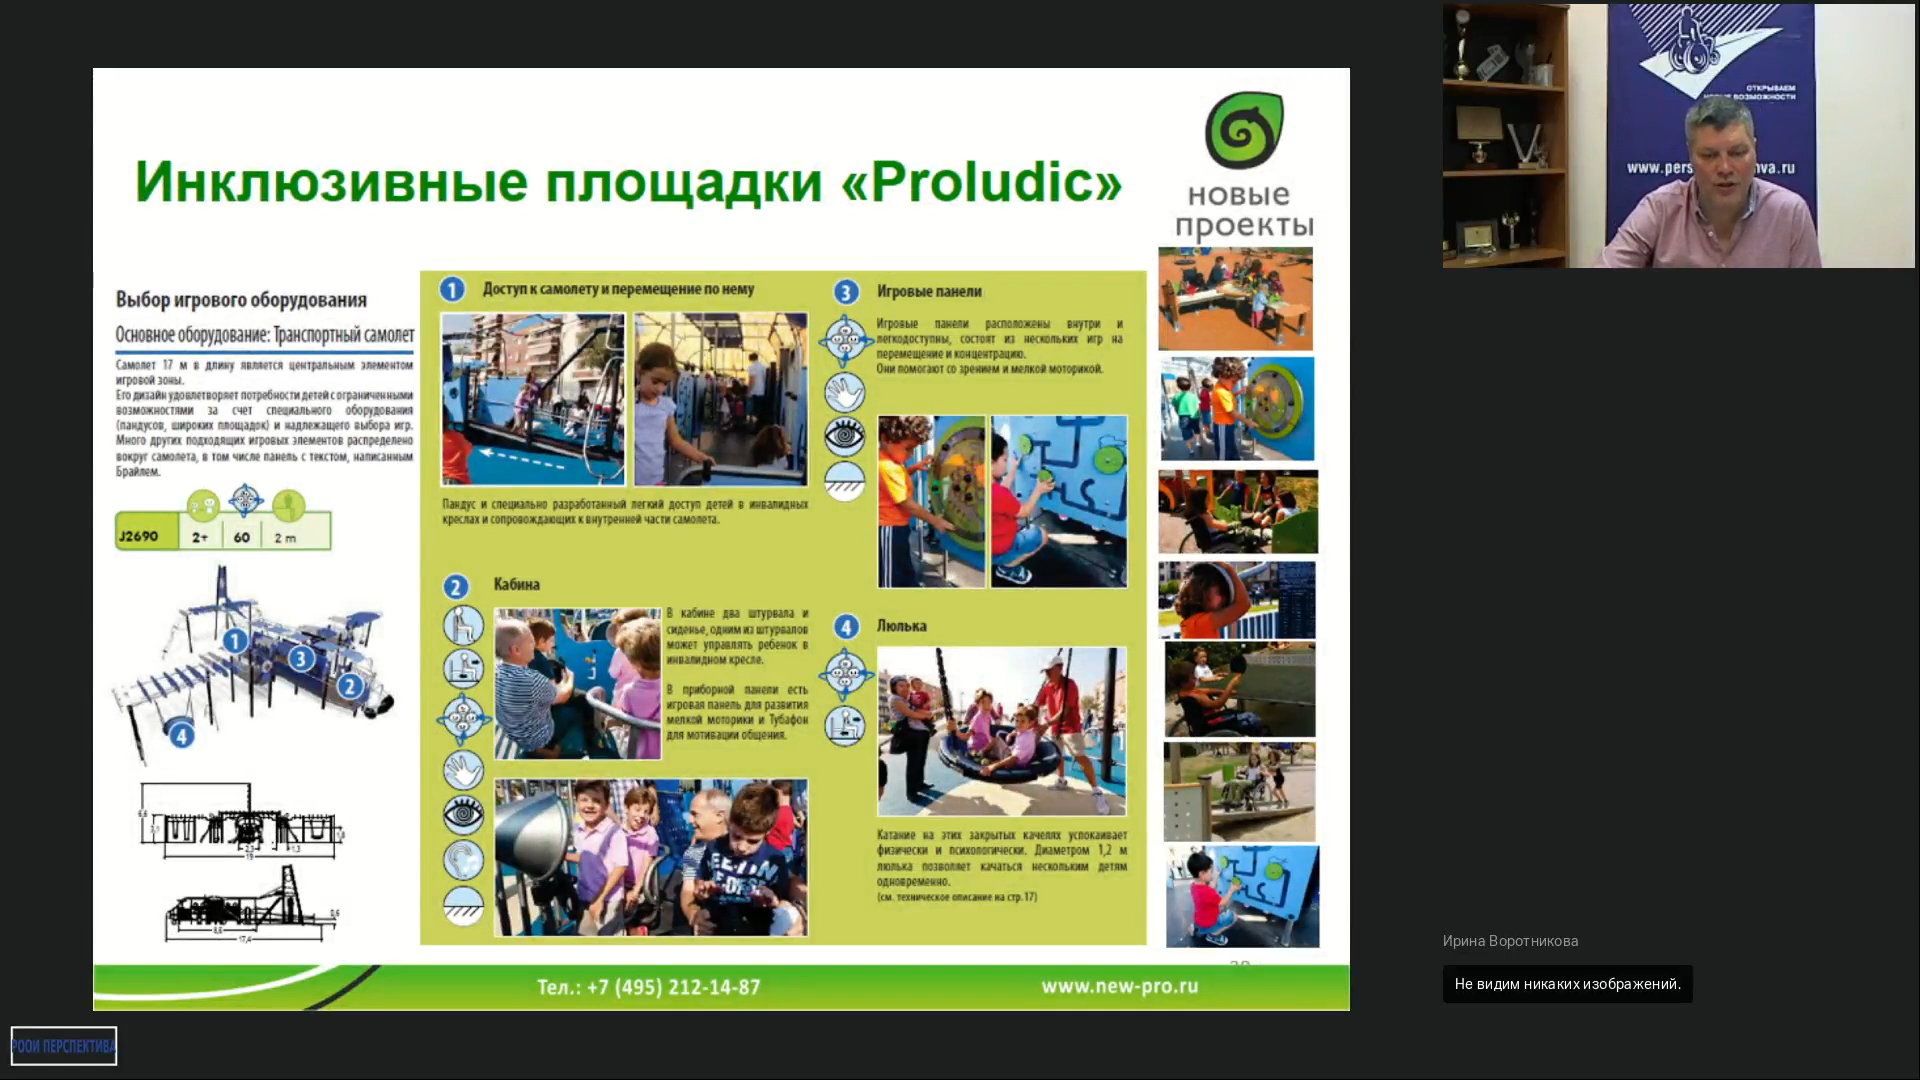 Инклюзивные площадки «Proludic»
новые
проекты
Выбор игрового оборудования
Основное оборудование: Транспортный самолет
Самолет 17 м в длину является центральным элементом
игровой зоны.
Его дизайн удовлетворяет потребности детей с ограниченными
возможностями за счет специального оборудования
(пандусов, широких площадок) и надлежащего выбора игр.
Много других подходящих игровых элементов распределено
вокруг самолета, в том числе панель с текстом, написанным
Брайлем.
J2690 2+ 60 2 m
1
3
2
4
1 Доступ к самолету и перемещение по нему
Пандус и специально разработанный легкий доступ детей в инвалидных
креслах и сопровождающих к внутренней части самолета.
2 Кабина
В кабине два штурвала и
сиденье, одним из штурвалов
может управлять ребенок в
инвалидном кресле.
В приборной панели есть
игровая панель для развития
мелкой моторики и Тубафон
для мотивации общения.
3 Игровые панели
Игровые панели расположены внутри и
легкодоступны, состоят из нескольких игр на
перемещение и концентрацию.
Они помогают со зрением и мелкой моторикой.
4 Люлька
Катание на этих закрытых качелях успокаивает
физически и психологически. Диаметром 1,2 м
люлька позволяет качаться нескольким детям
одновременно.
(см. техническое описание на стр.17)
Тел.: +7 (495) 212-14-87
www.new-pro.ru
РООИ ПЕРСПЕКТИВА
ОТКРЫВАЕМ
ВОЗМОЖНОСТИ
www.pers
va.ru
Ирина Воротникова
Не видим никаких изображений.